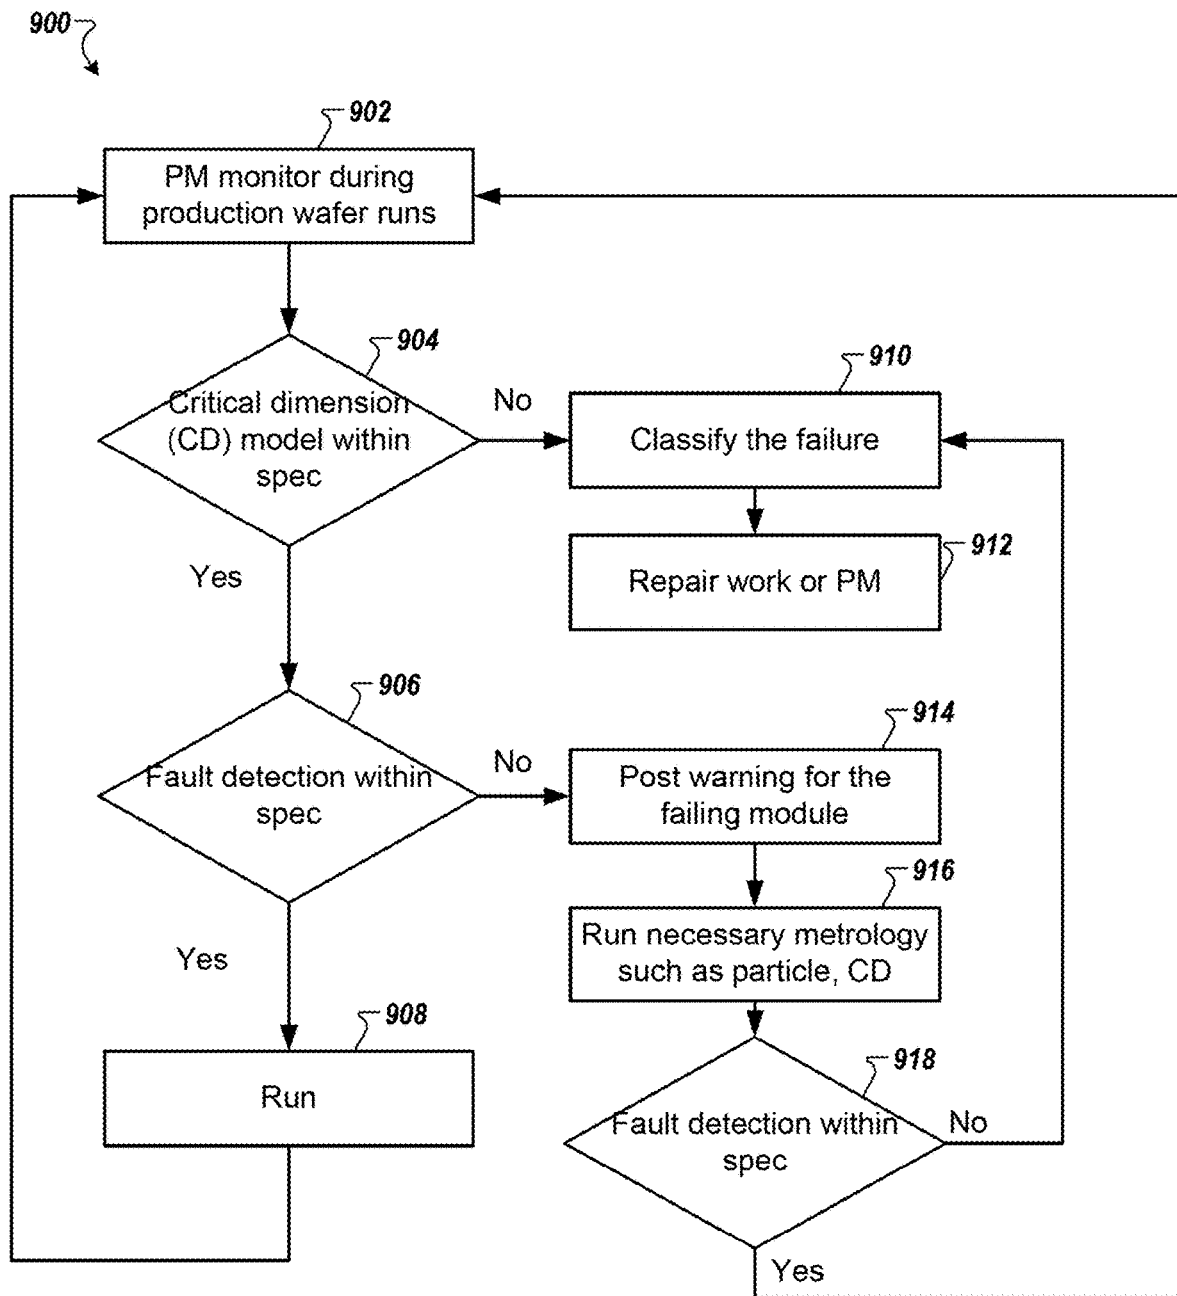 900
902
PM monitor during
production wafer runs
904
Critical dimension
(CD) model within
spec
No
910
Classify the failure
Yes
912
Repair work or PM
906
Fault detection within
spec
No
914
Post warning for the
failing module
916
Run necessary metrology
such as particle, CD
Yes
908
Run
918
Fault detection within
spec
No
Yes